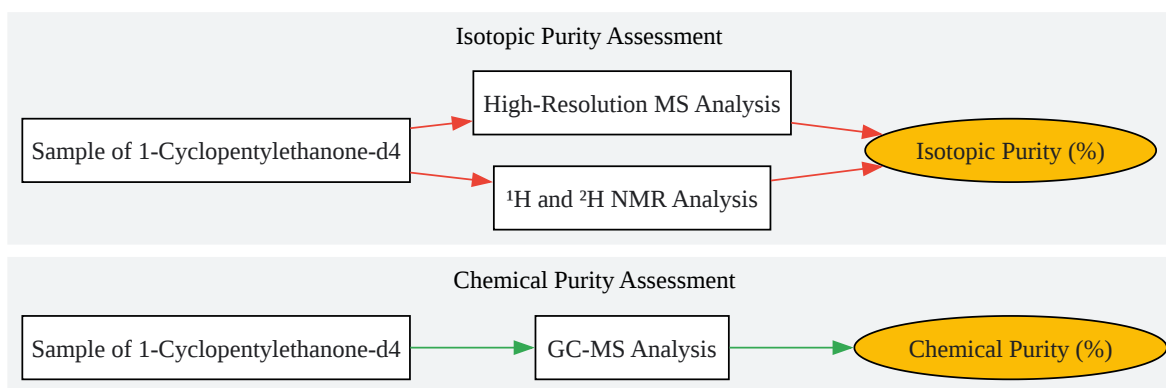 Isotopic Purity Assessment
High-Resolution MS Analysis
Sample of 1-Cyclopentylethanone-d4
Isotopic Purity (%)
¹H and ²H NMR Analysis
Chemical Purity Assessment
Sample of 1-Cyclopentylethanone-d4
GC-MS Analysis
Chemical Purity (%)